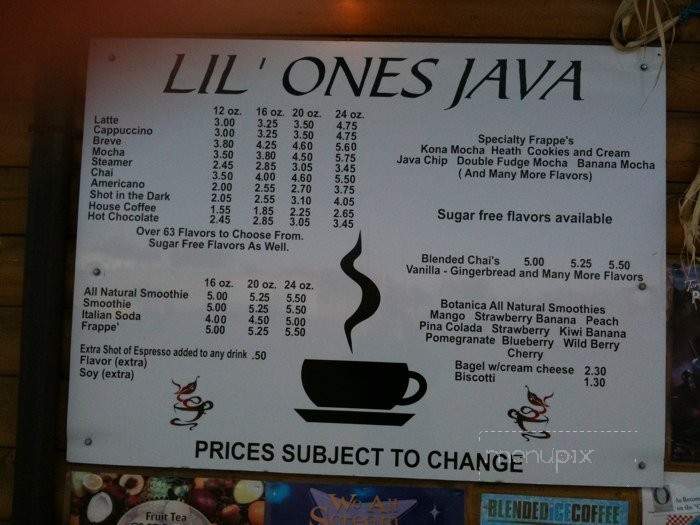 LIL' ONES JAVA
12 oz. 16 oz. 20 oz. 24 oz.
Latte 3.00 3.25 3.50 4.75
Cappuccino 3.00 3.25 3.50 4.75
Breve 3.80 4.25 4.60 5.60
Mocha 3.50 3.80 4.50 5.75
Steamer 2.45 2.85 3.05 3.45
Chai 3.50 4.00 4.60 5.50
Americano 2.00 2.55 2.70 3.75
Shot in the Dark 2.05 2.55 3.10 4.05
House Coffee 1.55 1.85 2.25 2.65
Hot Chocolate 2.45 2.85 3.05 3.45
Over 63 Flavors to Choose From.
Sugar Free Flavors As Well.
16 oz. 20 oz. 24 oz.
All Natural Smoothie 5.00 5.25 5.50
Smoothie 5.00 5.25 5.50
Italian Soda 4.00 4.50 5.00
Frappe' 5.00 5.25 5.50
Extra Shot of Espresso added to any drink .50
Flavor (extra)
Soy (extra)
Specialty Frappe's
Kona Mocha Heath Cookies and Cream
Java Chip Double Fudge Mocha Banana Mocha
( And Many More Flavors)
Sugar free flavors available
Blended Chai's 5.00 5.25 5.50
Vanilla - Gingerbread and Many More Flavors
Botanica All Natural Smoothies
Mango Strawberry Banana Peach
Pina Colada Strawberry Kiwi Banana
Pomegranate Blueberry Wild Berry
Cherry
Bagel w/cream cheese 2.30
Biscotti 1.30
PRICES SUBJECT TO CHANGE
menupix
Fruit Tea
We All
BLENDED iCE COFFEE